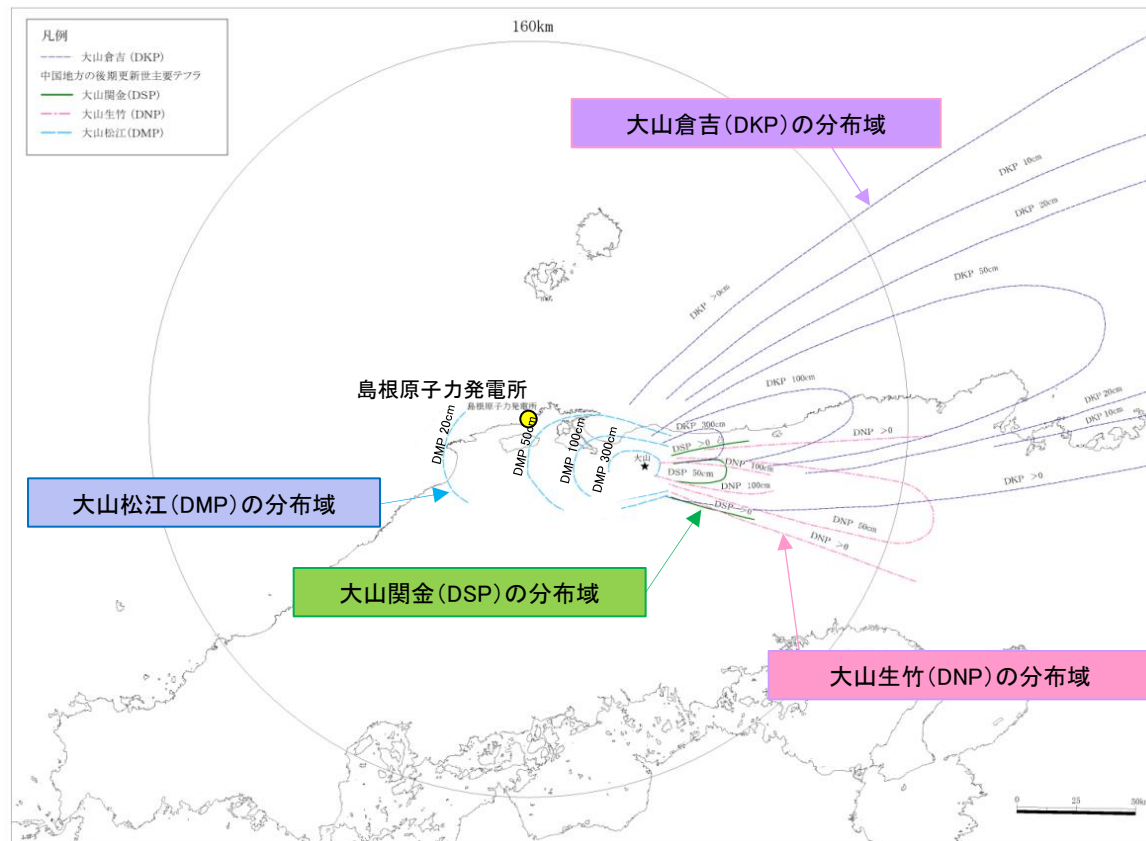 160km
凡例
大山倉吉(DKP)
中国地方の後期更新世主要テフラ
大山関金(DSP)
大山生竹(DNP)
大山松江(DMP)
大山倉吉(DKP)の分布域
DKP 10cm
DKP 20cm
DKP 50cm
DKP >0cm
島根原子力発電所
島根原子力発電所
DKP 100cm
DKP 20cm
DKP 10cm
DKP 300cm
DMP 20cm
DMP 50cm
DMP 100cm
DMP 300cm
DSP >0
DNP >0
大山
DNP 100cm
DSP 50cm
DNP 100cm
DKP >0
大山松江(DMP)の分布域
DSP >0
DNP 50cm
DNP >0
大山関金(DSP)の分布域
大山生竹(DNP)の分布域
0 25 50km